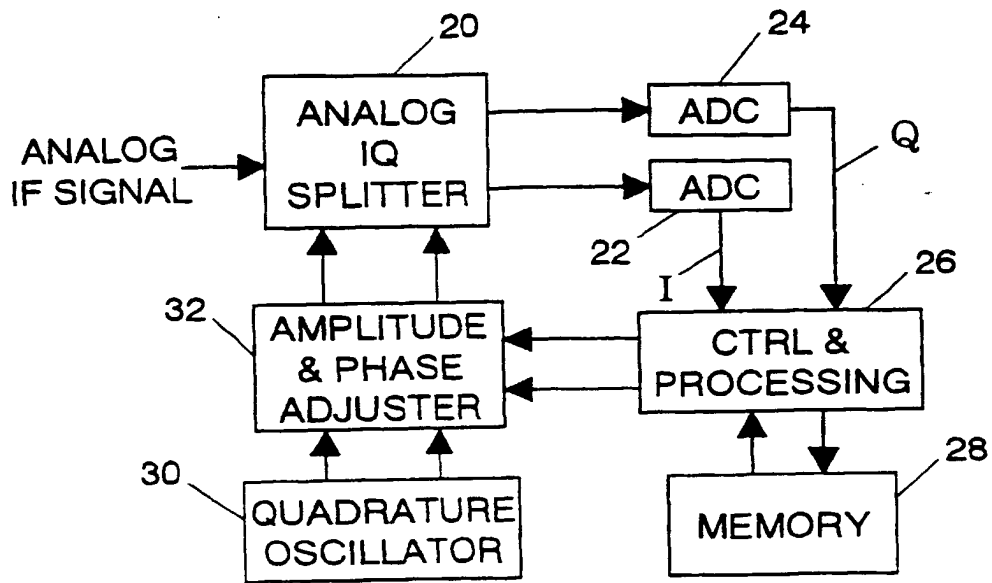 20
24
ANALOG
IQ
SPLITTER
ADC
ANALOG
IF SIGNAL
Q
ADC
22
I
26
32
AMPLITUDE
& PHASE
ADJUSTER
CTRL &
PROCESSING
30
28
QUADRATURE
OSCILLATOR
MEMORY